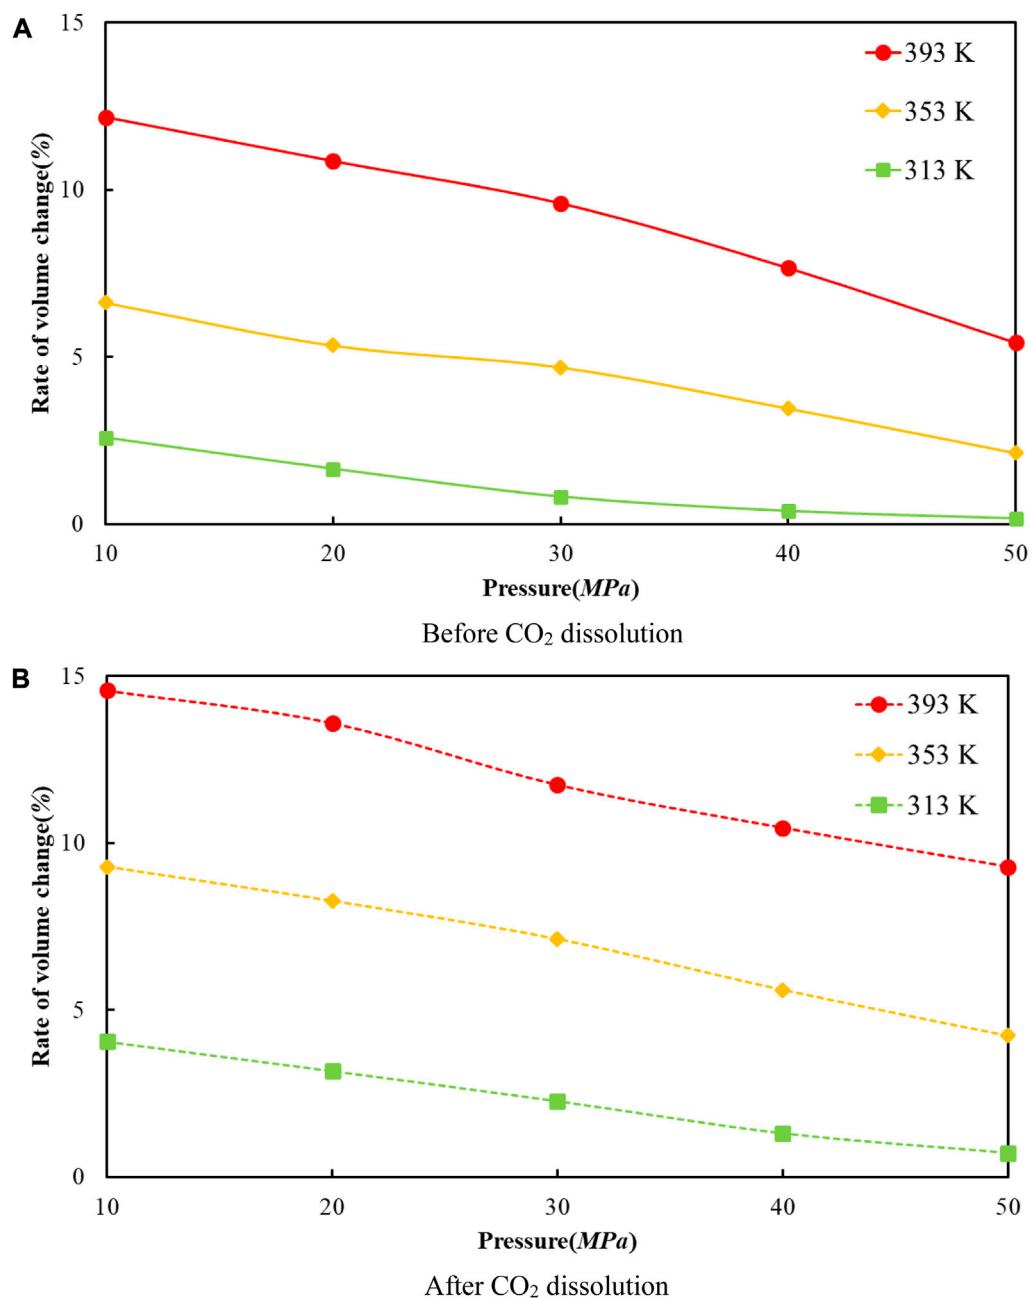 A
15
10
5
0
Rate of volume change(%)
393 K
353 K
313 K
10 20 30 40 50
Pressure(MPa)
Before CO₂ dissolution
B
15
10
5
0
Rate of volume change(%)
393 K
353 K
313 K
10 20 30 40 50
Pressure(MPa)
After CO₂ dissolution